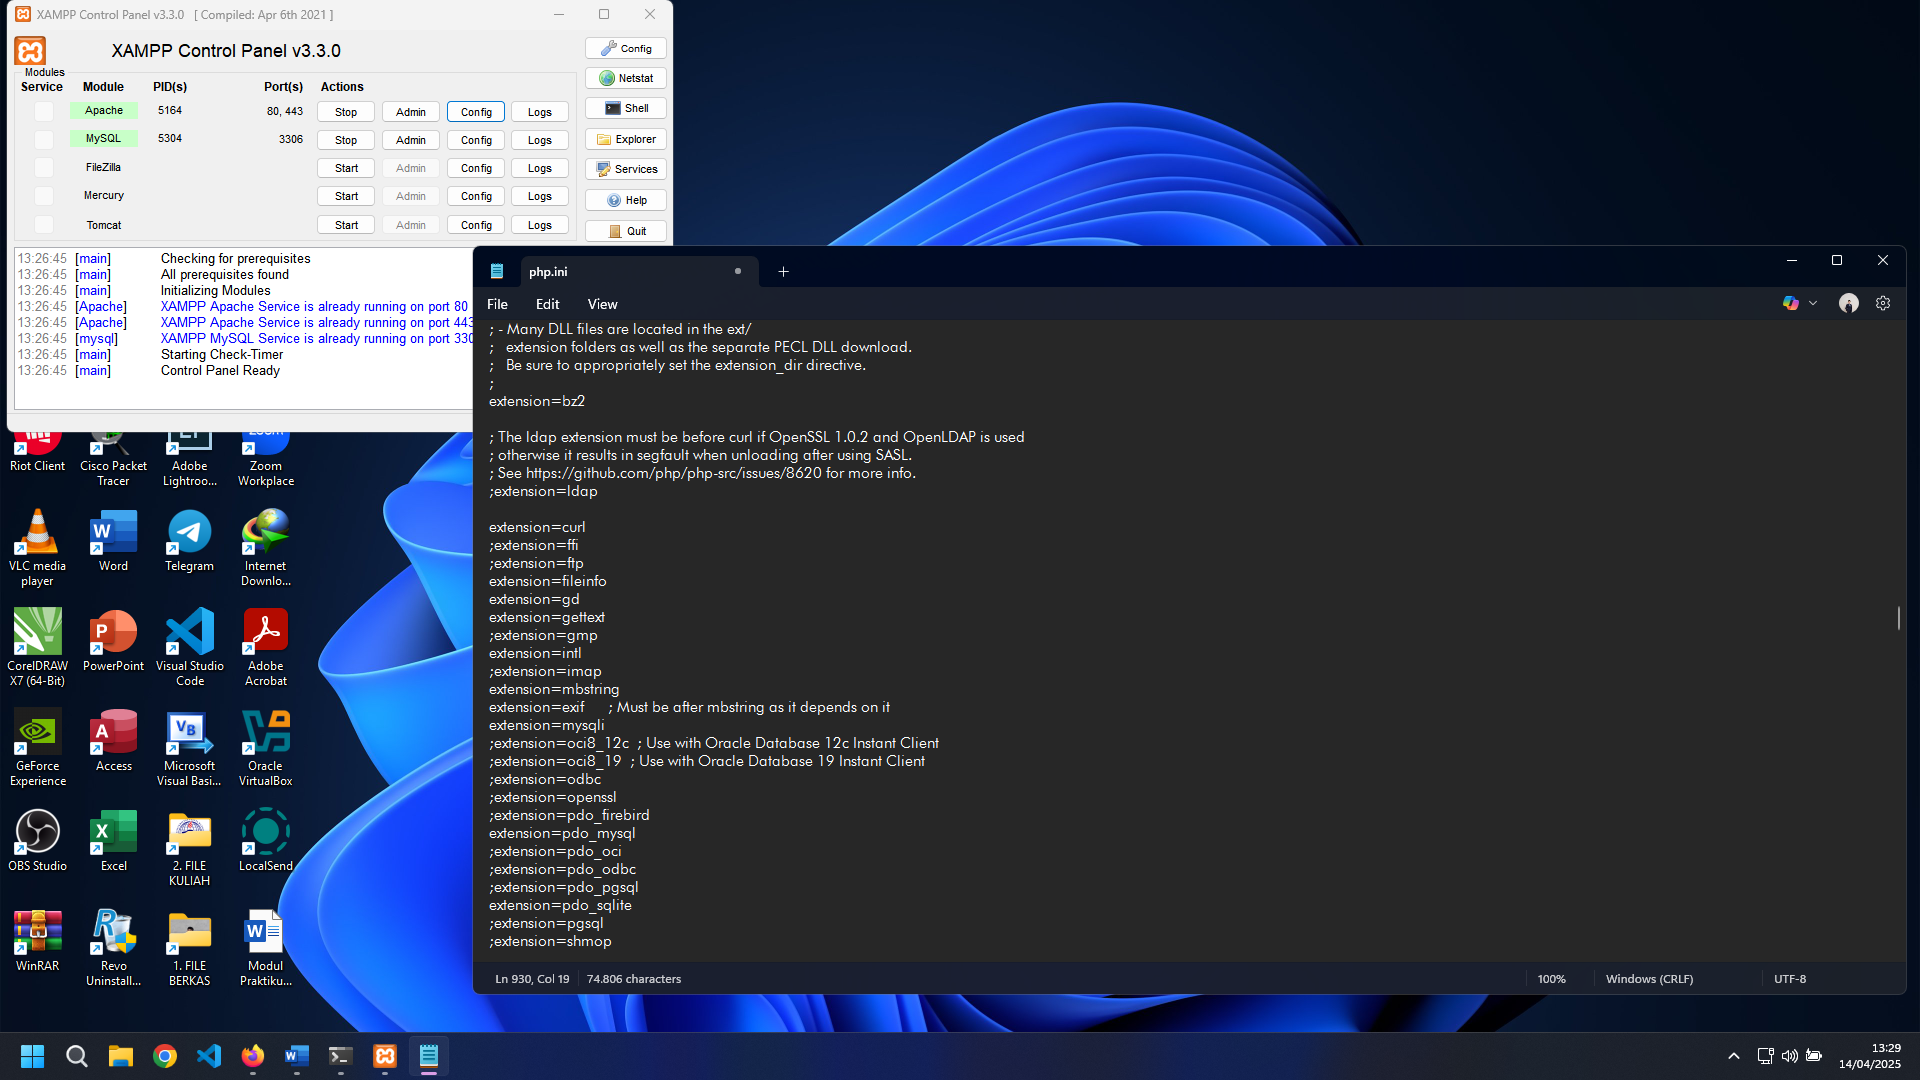 XAMPP Control Panel v3.3.0 [ Compiled: Apr 6th 2021 ]
XAMPP Control Panel v3.3.0
Config
Modules
Service Module PID(s) Port(s) Actions
Netstat
Apache 5164 80, 443 Stop Admin Config Logs
Shell
MySQL 5304 3306 Stop Admin Config Logs
Explorer
FileZilla Start Admin Config Logs
Services
Mercury Start Admin Config Logs
Help
Tomcat Start Admin Config Logs
Quit
13:26:45 [main] Checking for prerequisites
13:26:45 [main] All prerequisites found
13:26:45 [main] Initializing Modules
13:26:45 [Apache] XAMPP Apache Service is already running on port 80
13:26:45 [Apache] XAMPP Apache Service is already running on port 443
13:26:45 [mysql] XAMPP MySQL Service is already running on port 330
13:26:45 [main] Starting Check-Timer
13:26:45 [main] Control Panel Ready
php.ini
File Edit View
; - Many DLL files are located in the ext/
; extension folders as well as the separate PECL DLL download.
; Be sure to appropriately set the extension_dir directive.
;
extension=bz2
; The ldap extension must be before curl if OpenSSL 1.0.2 and OpenLDAP is used
; otherwise it results in segfault when unloading after using SASL.
; See https://github.com/php/php-src/issues/8620 for more info.
;extension=ldap
extension=curl
;extension=ffi
;extension=ftp
extension=fileinfo
extension=gd
extension=gettext
;extension=gmp
extension=intl
;extension=imap
extension=mbstring
extension=exif ; Must be after mbstring as it depends on it
extension=mysqli
;extension=oci8_12c ; Use with Oracle Database 12c Instant Client
;extension=oci8_19 ; Use with Oracle Database 19 Instant Client
;extension=odbc
;extension=openssl
;extension=pdo_firebird
extension=pdo_mysql
;extension=pdo_oci
;extension=pdo_odbc
;extension=pdo_pgsql
extension=pdo_sqlite
;extension=pgsql
;extension=shmop
Ln 930, Col 19 74.806 characters 100% Windows (CRLF) UTF-8
Riot Client
Cisco Packet
Tracer
Adobe
Lightroo...
Zoom
Workplace
VLC media
player
Word
Telegram
Internet
Downlo...
CorelDRAW
X7 (64-Bit)
PowerPoint
Visual Studio
Code
Adobe
Acrobat
GeForce
Experience
Access
Microsoft
Visual Basi...
Oracle
VirtualBox
OBS Studio
Excel
2. FILE
KULIAH
LocalSend
WinRAR
Revo
Uninstall...
1. FILE
BERKAS
Modul
Praktiku...
13:29
14/04/2025